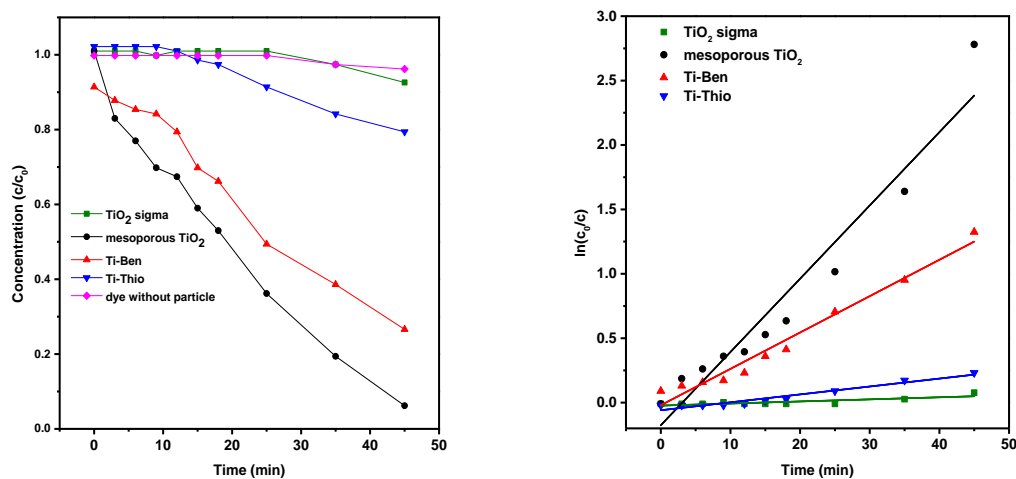 1.0
0.8
0.6
0.4
0.2
0.0
Concentration (c/c₀)
TiO₂ sigma
mesoporous TiO₂
Ti-Ben
Ti-Thio
dye without particle
0 10 20 30 40 50
Time (min)
3.0
2.5
2.0
1.5
1.0
0.5
0.0
ln(c₀/c)
TiO₂ sigma
mesoporous TiO₂
Ti-Ben
Ti-Thio
0 10 20 30 40 50
Time (min)